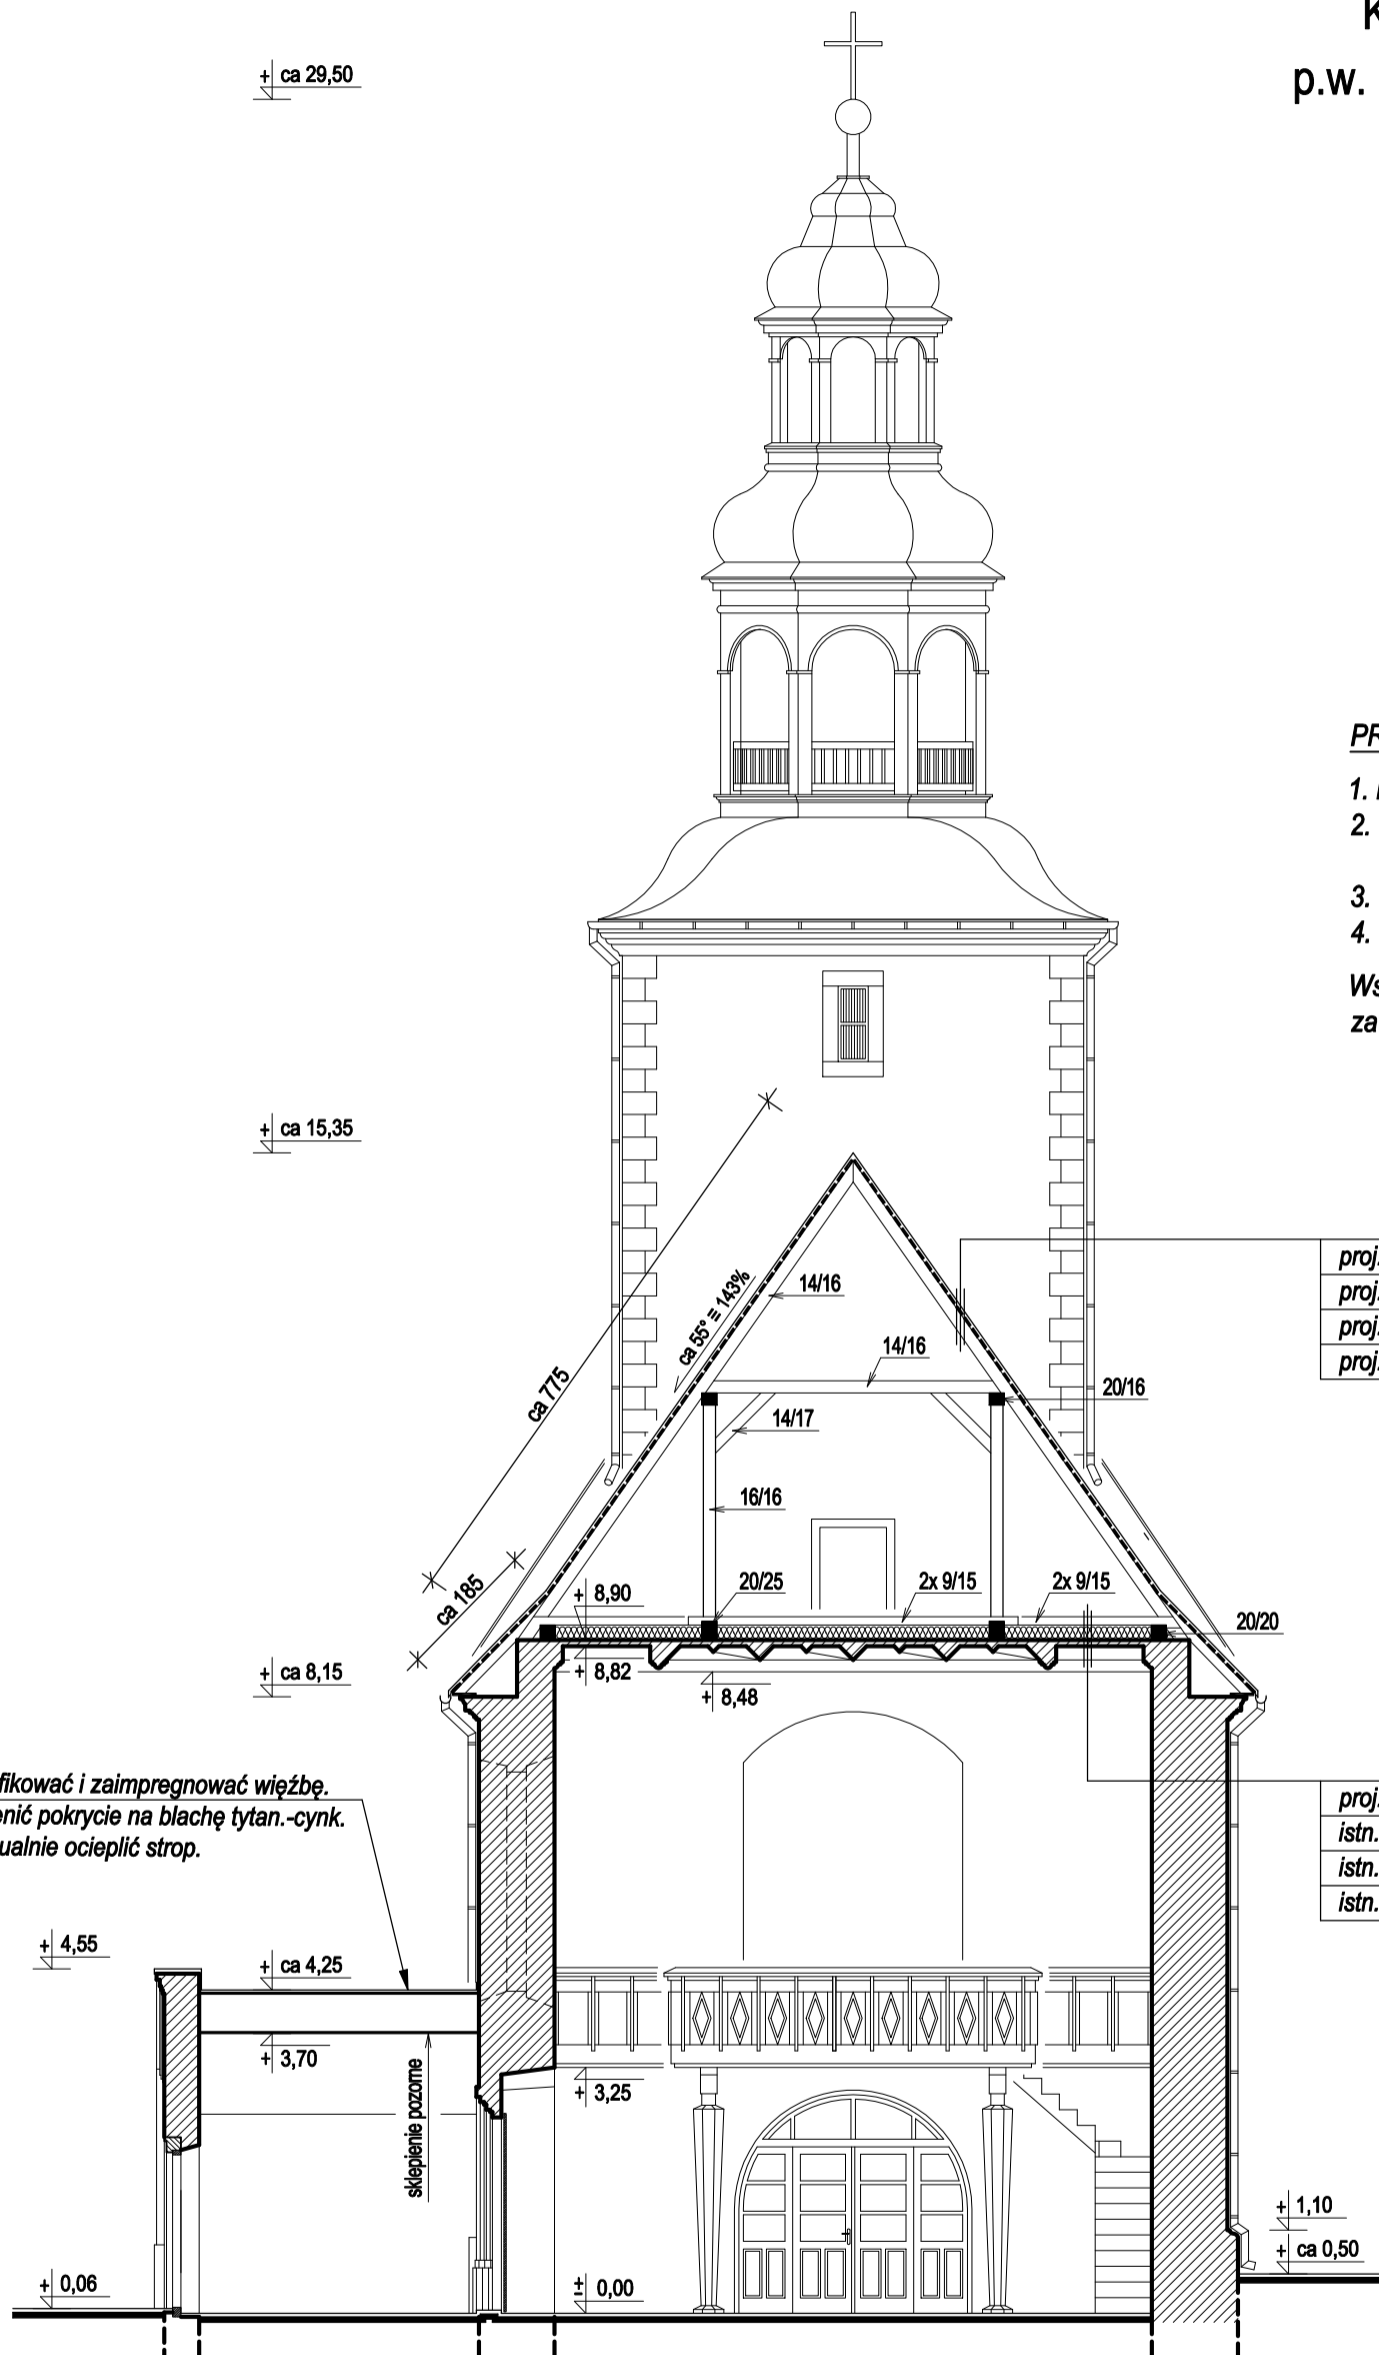 K
p.w.
+ ca 29,50
PR
1.
2.
3.
4.
Ws
za
+ ca 15,35
proj.
proj.
proj.
proj.
ca 775
ca 55° = 143%
14/16
14/16
20/16
14/17
16/16
ca 185
+ 8,90
20/25
2x 9/15
2x 9/15
20/20
+ ca 8,15
+ 8,82
+ 8,48
fikować i zaimpregnować więźbę.
enić pokrycie na blachę tytan.-cynk.
ualnie ocieplić strop.
proj.
istn.
istn.
istn.
+ 4,55
+ ca 4,25
+ 3,70
sklepienie pozorne
+ 3,25
+ 1,10
+ ca 0,50
+ 0,06
± 0,00